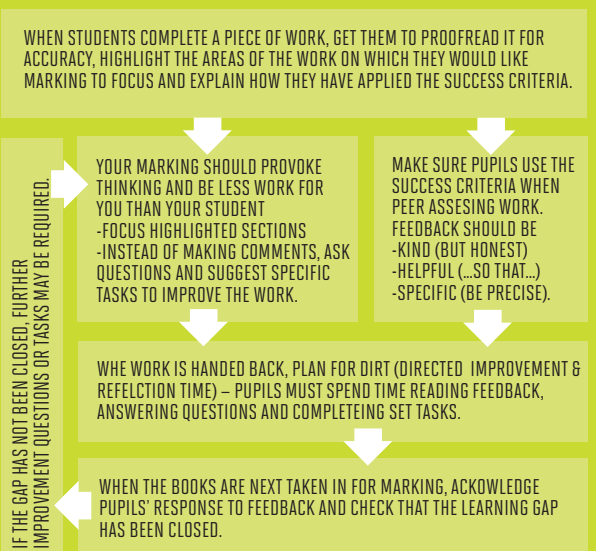 WHEN STUDENTS COMPLETE A PIECE OF WORK, GET THEM TO PROOFREAD IT FOR
ACCURACY, HIGHLIGHT THE AREAS OF THE WORK ON WHICH THEY WOULD LIKE
MARKING TO FOCUS AND EXPLAIN HOW THEY HAVE APPLIED THE SUCCESS CRITERIA.
YOUR MARKING SHOULD PROVOKE
THINKING AND BE LESS WORK FOR
YOU THAN YOUR STUDENT
-FOCUS HIGHLIGHTED SECTIONS
-INSTEAD OF MAKING COMMENTS, ASK
QUESTIONS AND SUGGEST SPECIFIC
TASKS TO IMPROVE THE WORK.
MAKE SURE PUPILS USE THE
SUCCESS CRITERIA WHEN
PEER ASSESING WORK.
FEEDBACK SHOULD BE
-KIND (BUT HONEST)
-HELPFUL (...SO THAT...)
-SPECIFIC (BE PRECISE).
WHE WORK IS HANDED BACK, PLAN FOR DIRT (DIRECTED IMPROVEMENT &
REFELCTION TIME) – PUPILS MUST SPEND TIME READING FEEDBACK,
ANSWERING QUESTIONS AND COMPLETEING SET TASKS.
WHEN THE BOOKS ARE NEXT TAKEN IN FOR MARKING, ACKOWLEDGE
PUPILS' RESPONSE TO FEEDBACK AND CHECK THAT THE LEARNING GAP
HAS BEEN CLOSED.
IF THE GAP HAS NOT BEEN CLOSED, FURTHER
IMPROVEMENT QUESTIONS OR TASKS MAY BE REQUIRED.